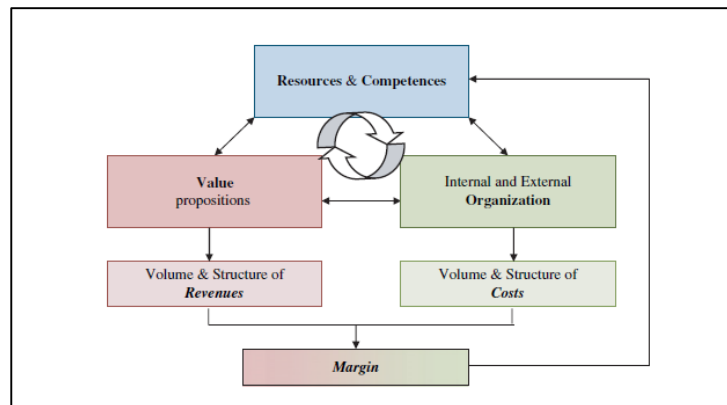 Resources & Competences
Value
propositions
Internal and External
Organization
Volume & Structure of
Revenues
Volume & Structure of
Costs
Margin